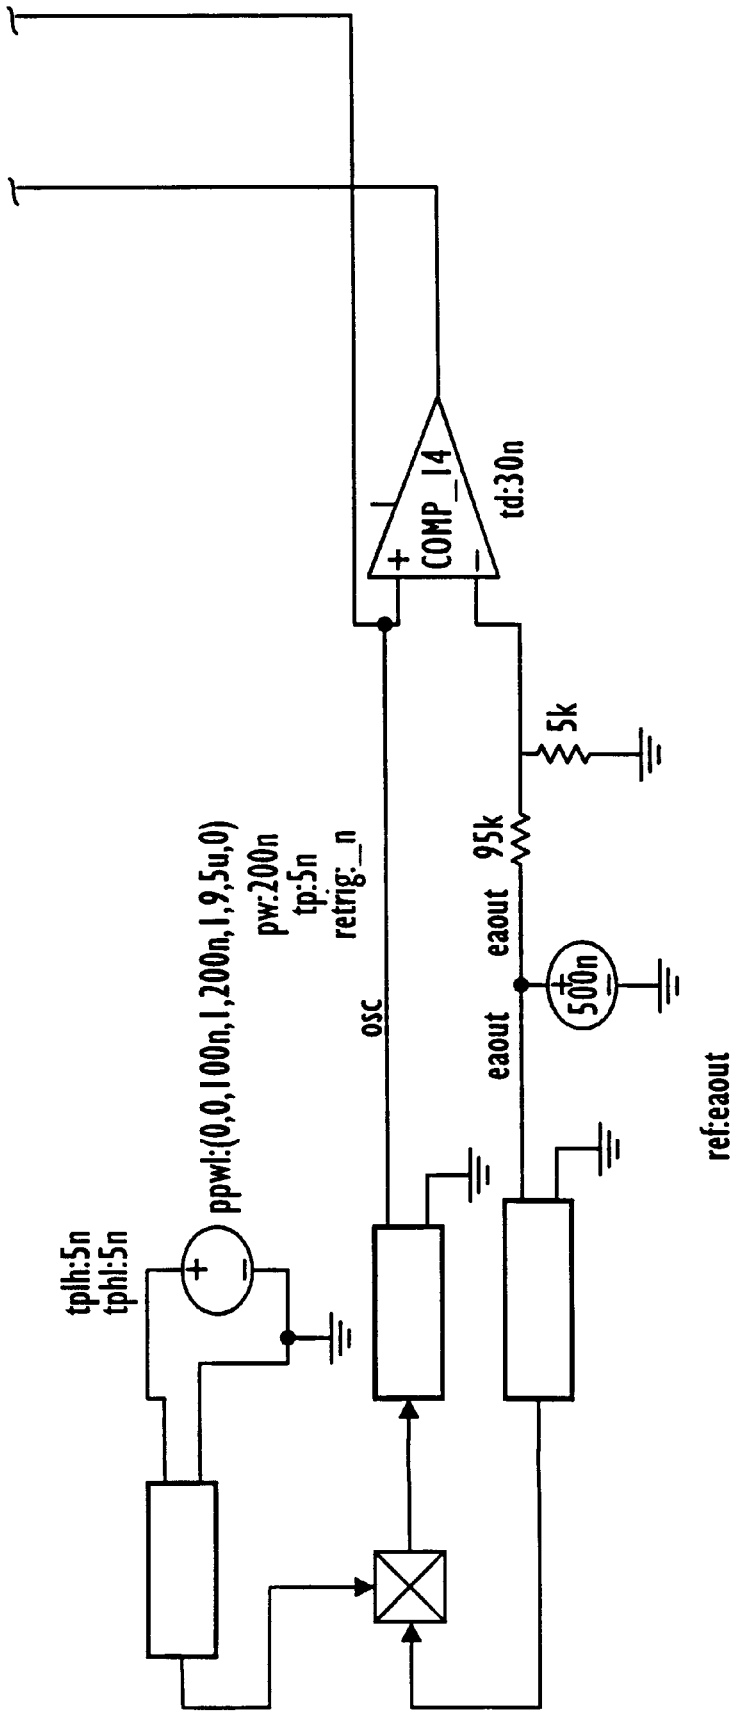 tplh:5n
tphl:5n
ppwl:(0,0,100n,1,200n,1,9,5u,0)
pw:200n
tp:5n
retrig:_n
osc
+
−
eaout
eaout
95k
5k
+
500n
−
+
COMP_14
−
td:30n
ref:eaout